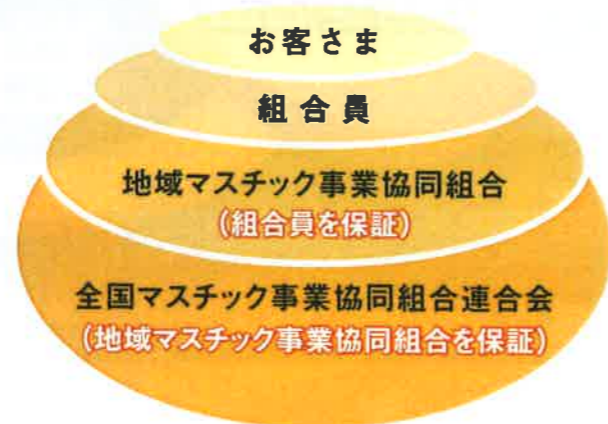 お客さま
組合員
地域マスチック事業協同組合
(組合員を保証)
全国マスチック事業協同組合連合会
(地域マスチック事業協同組合を保証)